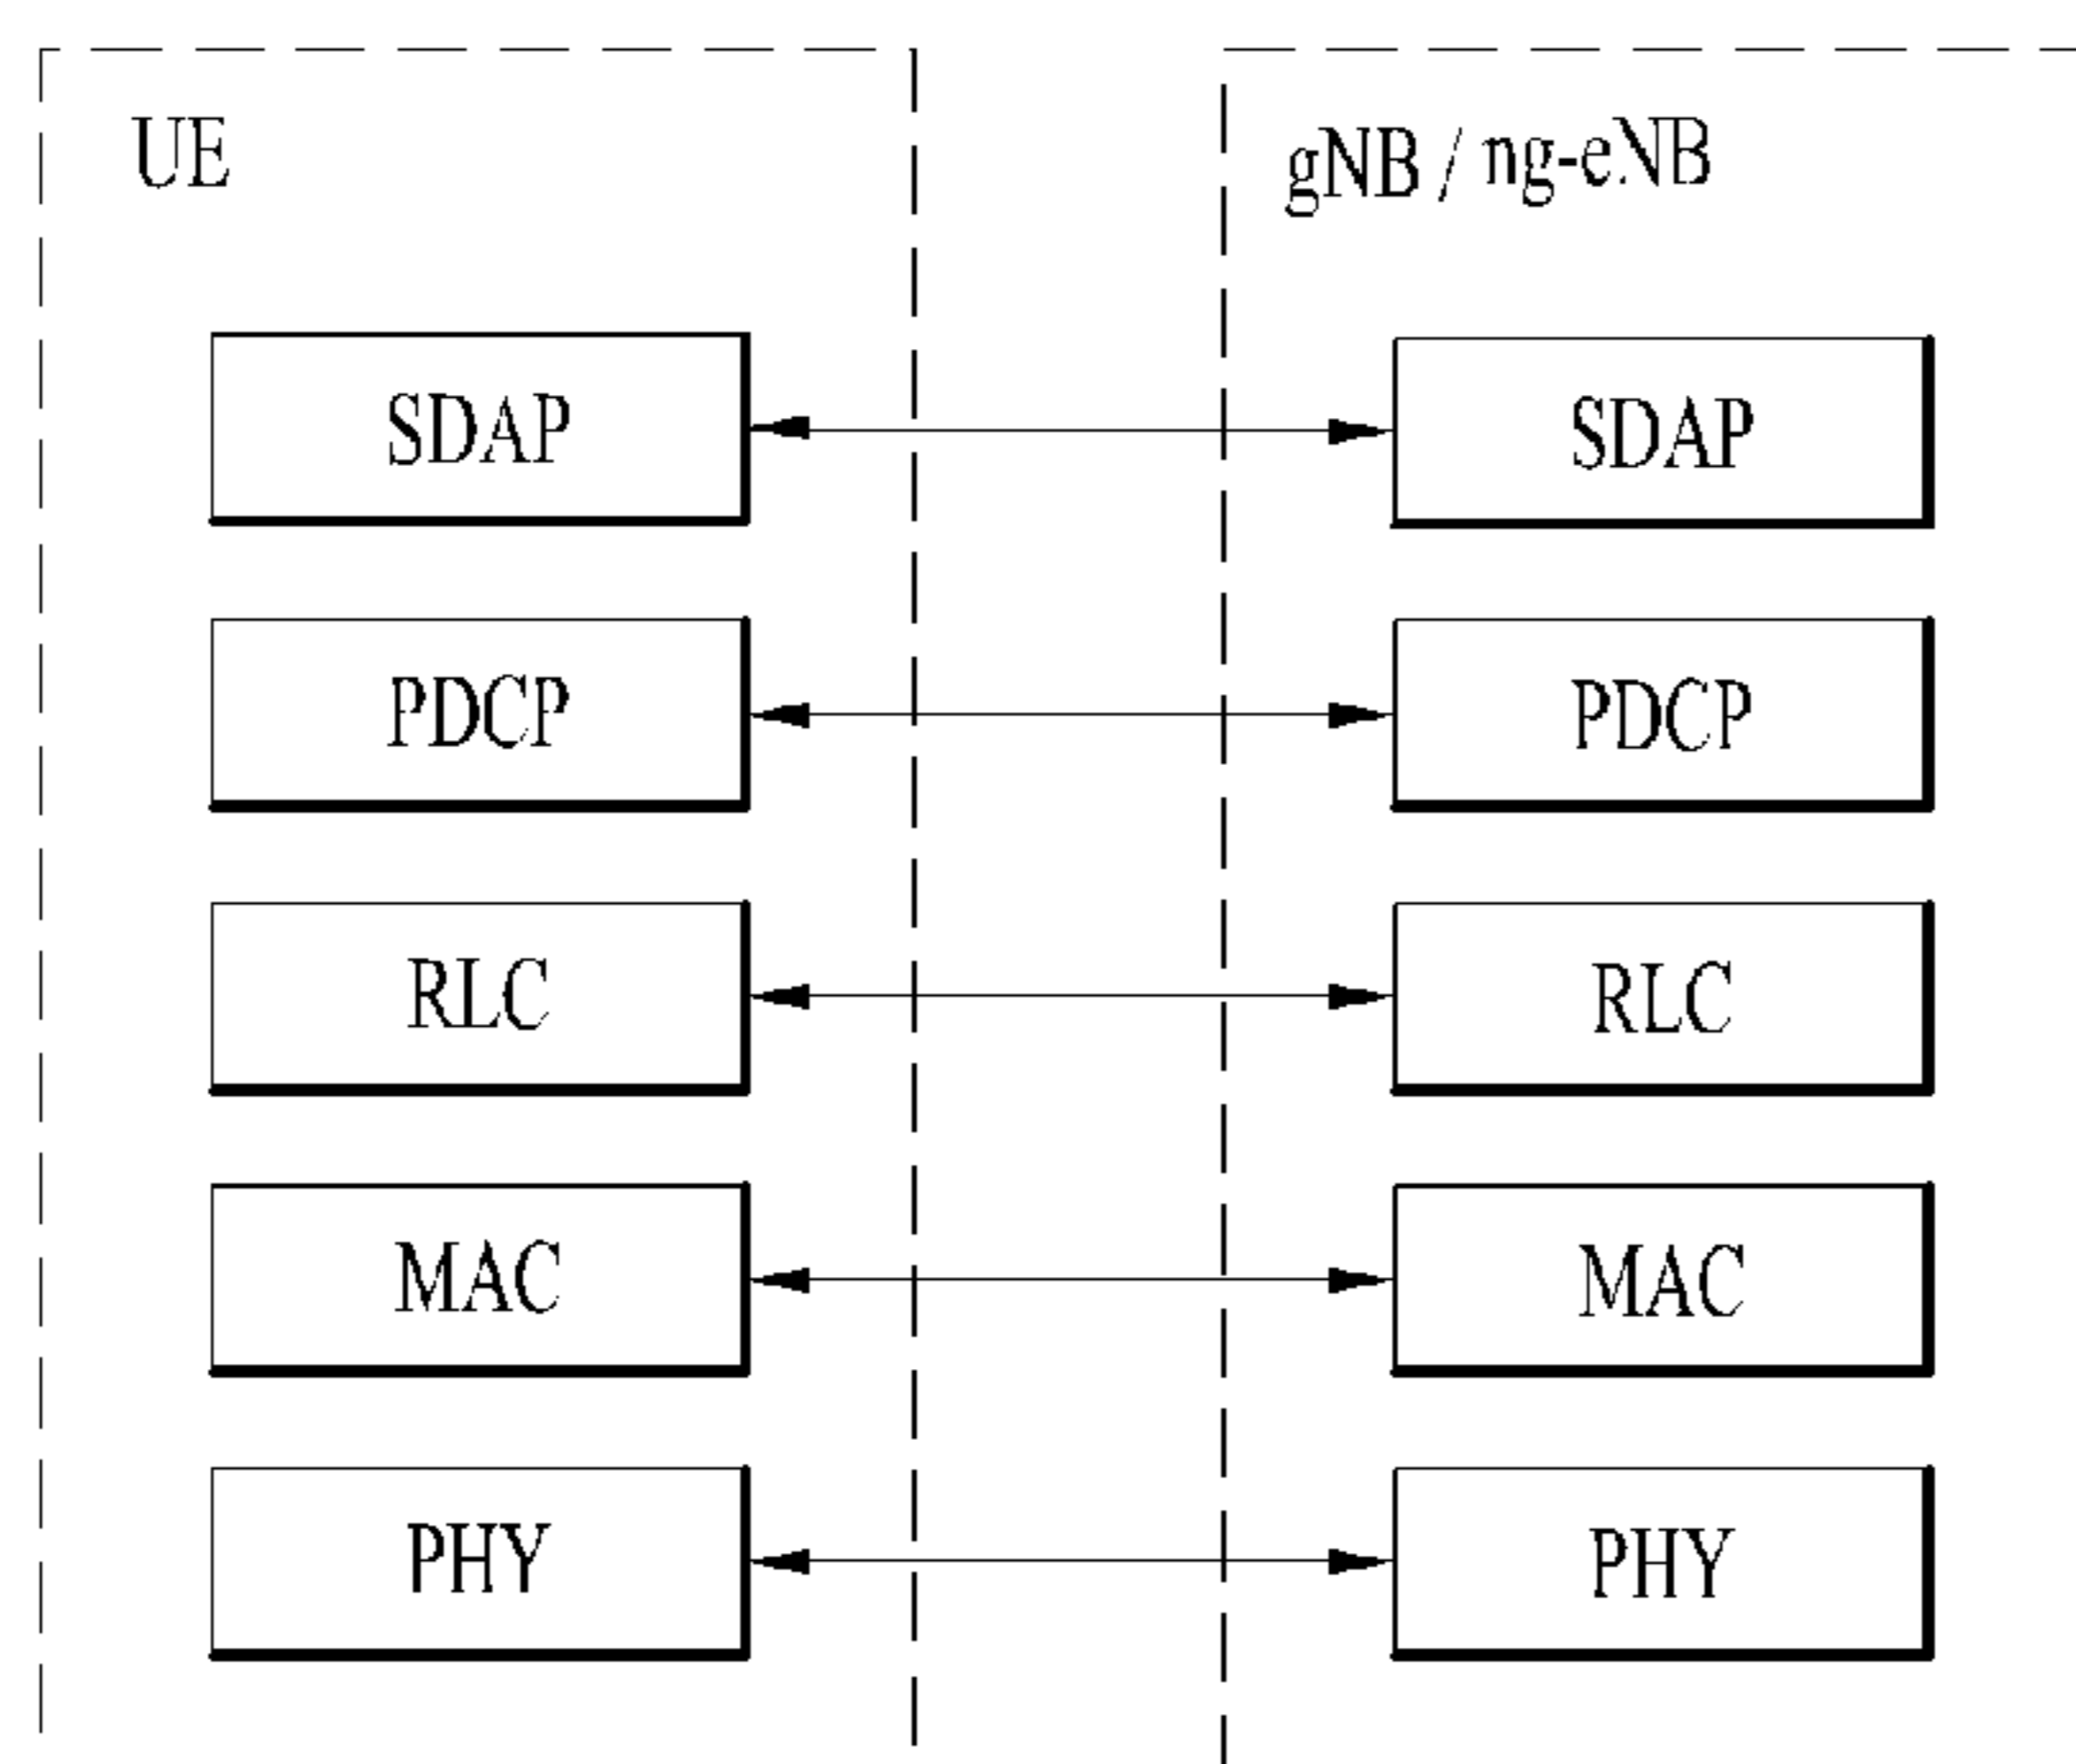 UE
gNB / ng-eNB
SDAP
SDAP
PDCP
PDCP
RLC
RLC
MAC
MAC
PHY
PHY